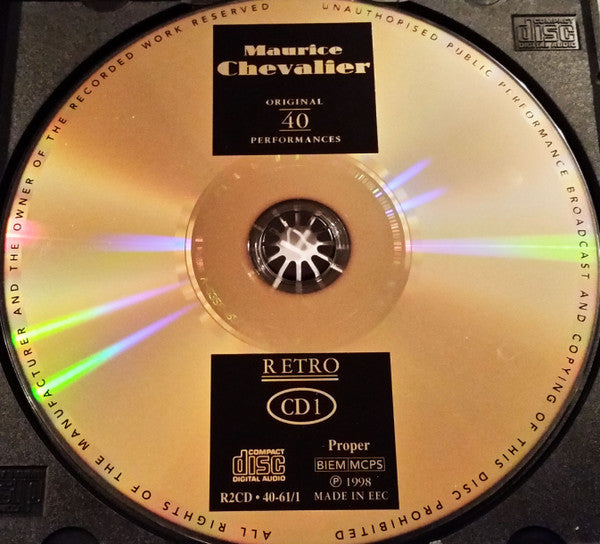 ALL RIGHTS OF THE MANUFACTURER AND THE OWNER OF THE RECORDED WORK RESERVED
UNAUTHORISED PUBLIC PERFORMANCE BROADCAST AND COPYING OF THIS DISC PROHIBITED
COMPACT
disc
DIGITAL AUDIO
Maurice
Chevalier
ORIGINAL
40
PERFORMANCES
RETRO
CD1
COMPACT
disc
DIGITAL AUDIO
R2CD • 40-61/1
Proper
BIEM MCPS
℗ 1998
MADE IN EEC